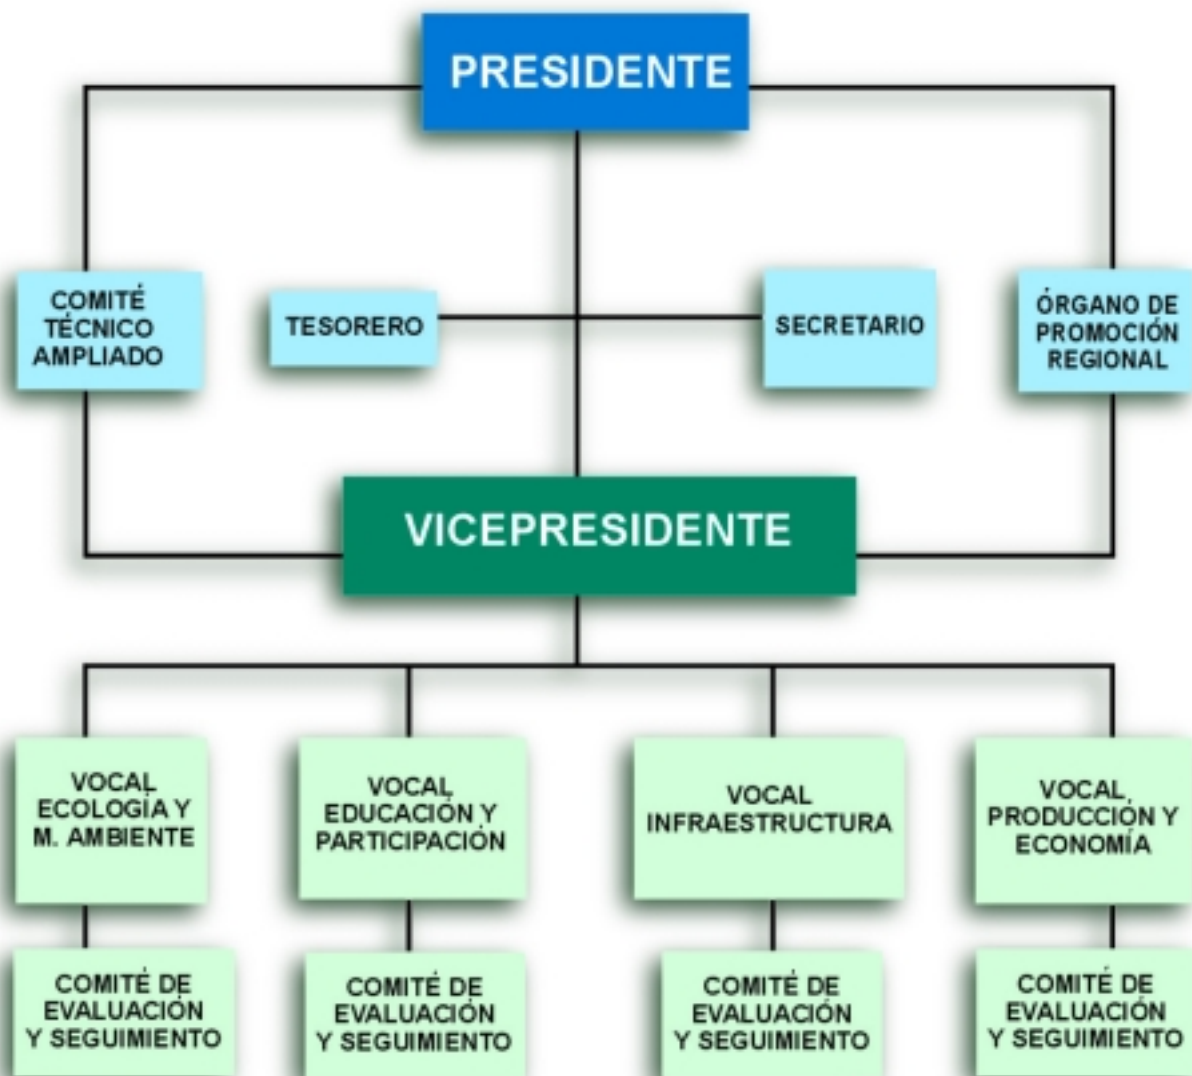 PRESIDENTE
COMITÉ
TÉCNICO
AMPLIADO
TESORERO
SECRETARIO
ÓRGANO DE
PROMOCIÓN
REGIONAL
VICEPRESIDENTE
VOCAL
ECOLOGÍA Y
M. AMBIENTE
VOCAL
EDUCACIÓN Y
PARTICIPACIÓN
VOCAL
INFRAESTRUCTURA
VOCAL
PRODUCCIÓN Y
ECONOMÍA
COMITÉ DE
EVALUACIÓN
Y SEGUIMIENTO
COMITÉ DE
EVALUACIÓN
Y SEGUIMIENTO
COMITÉ DE
EVALUACIÓN
Y SEGUIMIENTO
COMITÉ DE
EVALUACIÓN
Y SEGUIMIENTO